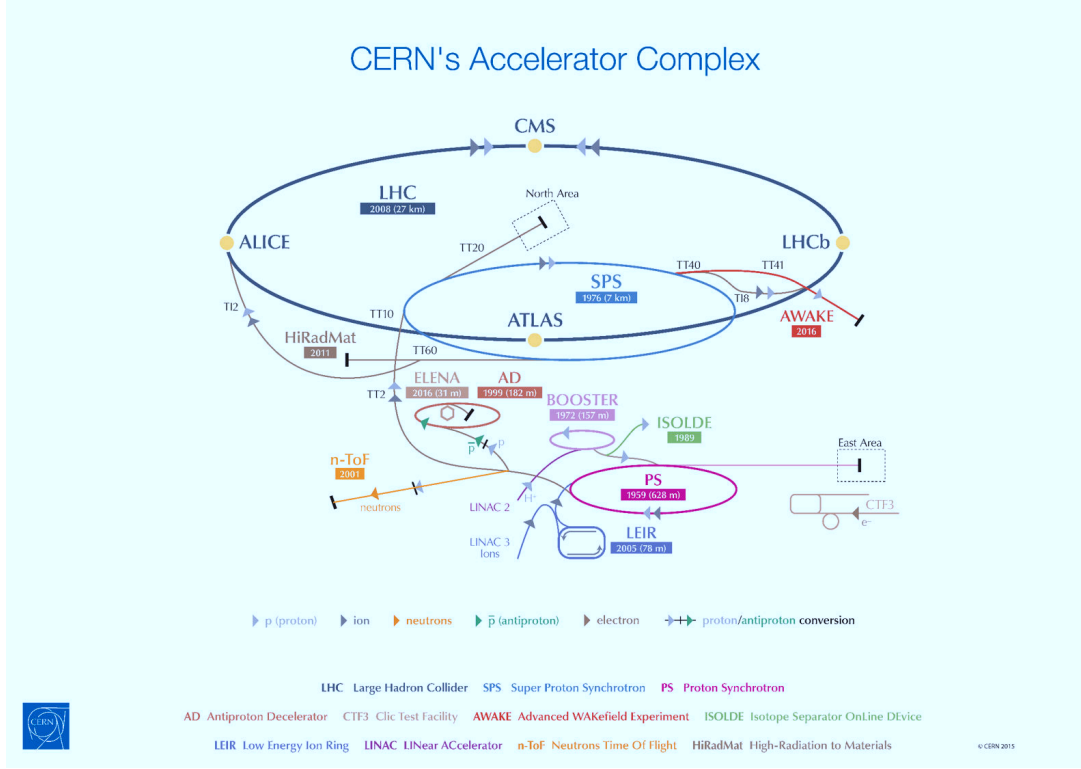 CERN's Accelerator Complex
CMS
LHC
2008 (27 km)
North Area
ALICE
LHCb
TT20
TT40
TT41
SPS
1976 (7 km)
TI2
TT10
TI8
ATLAS
AWAKE
2016
HiRadMat
2011
TT60
ELENA
2016 (31 m)
AD
1999 (182 m)
TT2
BOOSTER
1972 (157 m)
ISOLDE
1989
p
p̄
East Area
n-ToF
2001
PS
1959 (628 m)
neutrons
H⁺
LINAC 2
CTF3
e⁻
LINAC 3
Ions
LEIR
2005 (78 m)
p (proton) ion neutrons p̄ (antiproton) electron proton/antiproton conversion
LHC Large Hadron Collider SPS Super Proton Synchrotron PS Proton Synchrotron
AD Antiproton Decelerator CTF3 Clic Test Facility AWAKE Advanced WAKefield Experiment ISOLDE Isotope Separator OnLine DEvice
LEIR Low Energy Ion Ring LINAC LINear ACcelerator n-ToF Neutrons Time Of Flight HiRadMat High-Radiation to Materials
CERN
© CERN 2015